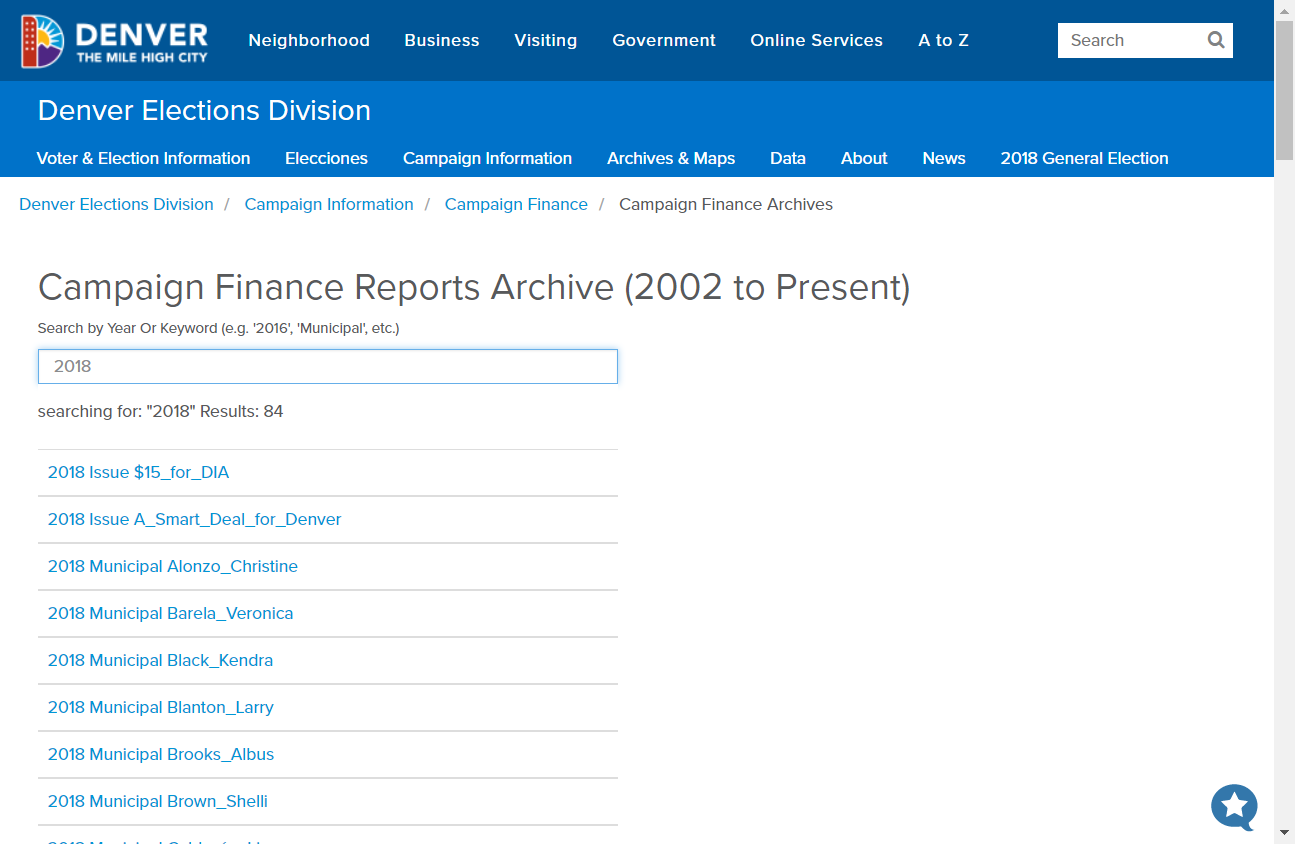 DENVER
THE MILE HIGH CITY
Neighborhood Business Visiting Government Online Services A to Z
Search
Denver Elections Division
Voter & Election Information Elecciones Campaign Information Archives & Maps Data About News 2018 General Election
Denver Elections Division / Campaign Information / Campaign Finance / Campaign Finance Archives
Campaign Finance Reports Archive (2002 to Present)
Search by Year Or Keyword (e.g. '2016', 'Municipal', etc.)
2018
searching for: "2018" Results: 84
2018 Issue $15_for_DIA
2018 Issue A_Smart_Deal_for_Denver
2018 Municipal Alonzo_Christine
2018 Municipal Barela_Veronica
2018 Municipal Black_Kendra
2018 Municipal Blanton_Larry
2018 Municipal Brooks_Albus
2018 Municipal Brown_Shelli